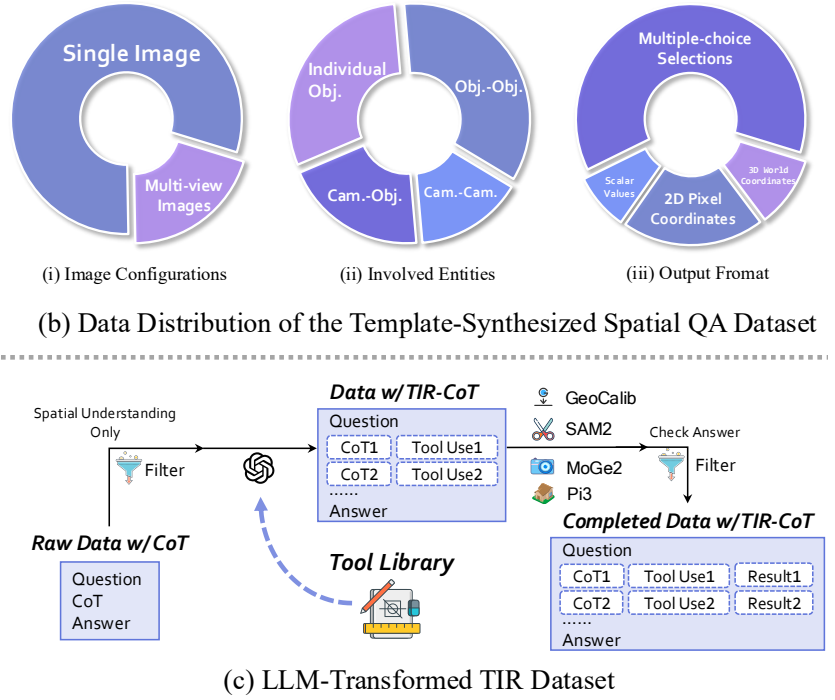 Single Image
Multi-view
Images
(i) Image Configurations
Individual
Obj.
Obj.-Obj.
Cam.-Obj.
Cam.-Cam.
(ii) Involved Entities
Multiple-choice
Selections
Scalar
Values
2D Pixel
Coordinates
3D World
Coordinates
(iii) Output Fromat
(b) Data Distribution of the Template-Synthesized Spatial QA Dataset
Spatial Understanding
Only
Filter
Raw Data w/CoT
Question
CoT
Answer
Data w/TIR-CoT
Question
CoT1 Tool Use1
CoT2 Tool Use2
......
Answer
Tool Library
GeoCalib
SAM2
MoGe2
Pi3
Check Answer
Filter
Completed Data w/TIR-CoT
Question
CoT1 Tool Use1 Result1
CoT2 Tool Use2 Result2
......
Answer
(c) LLM-Transformed TIR Dataset